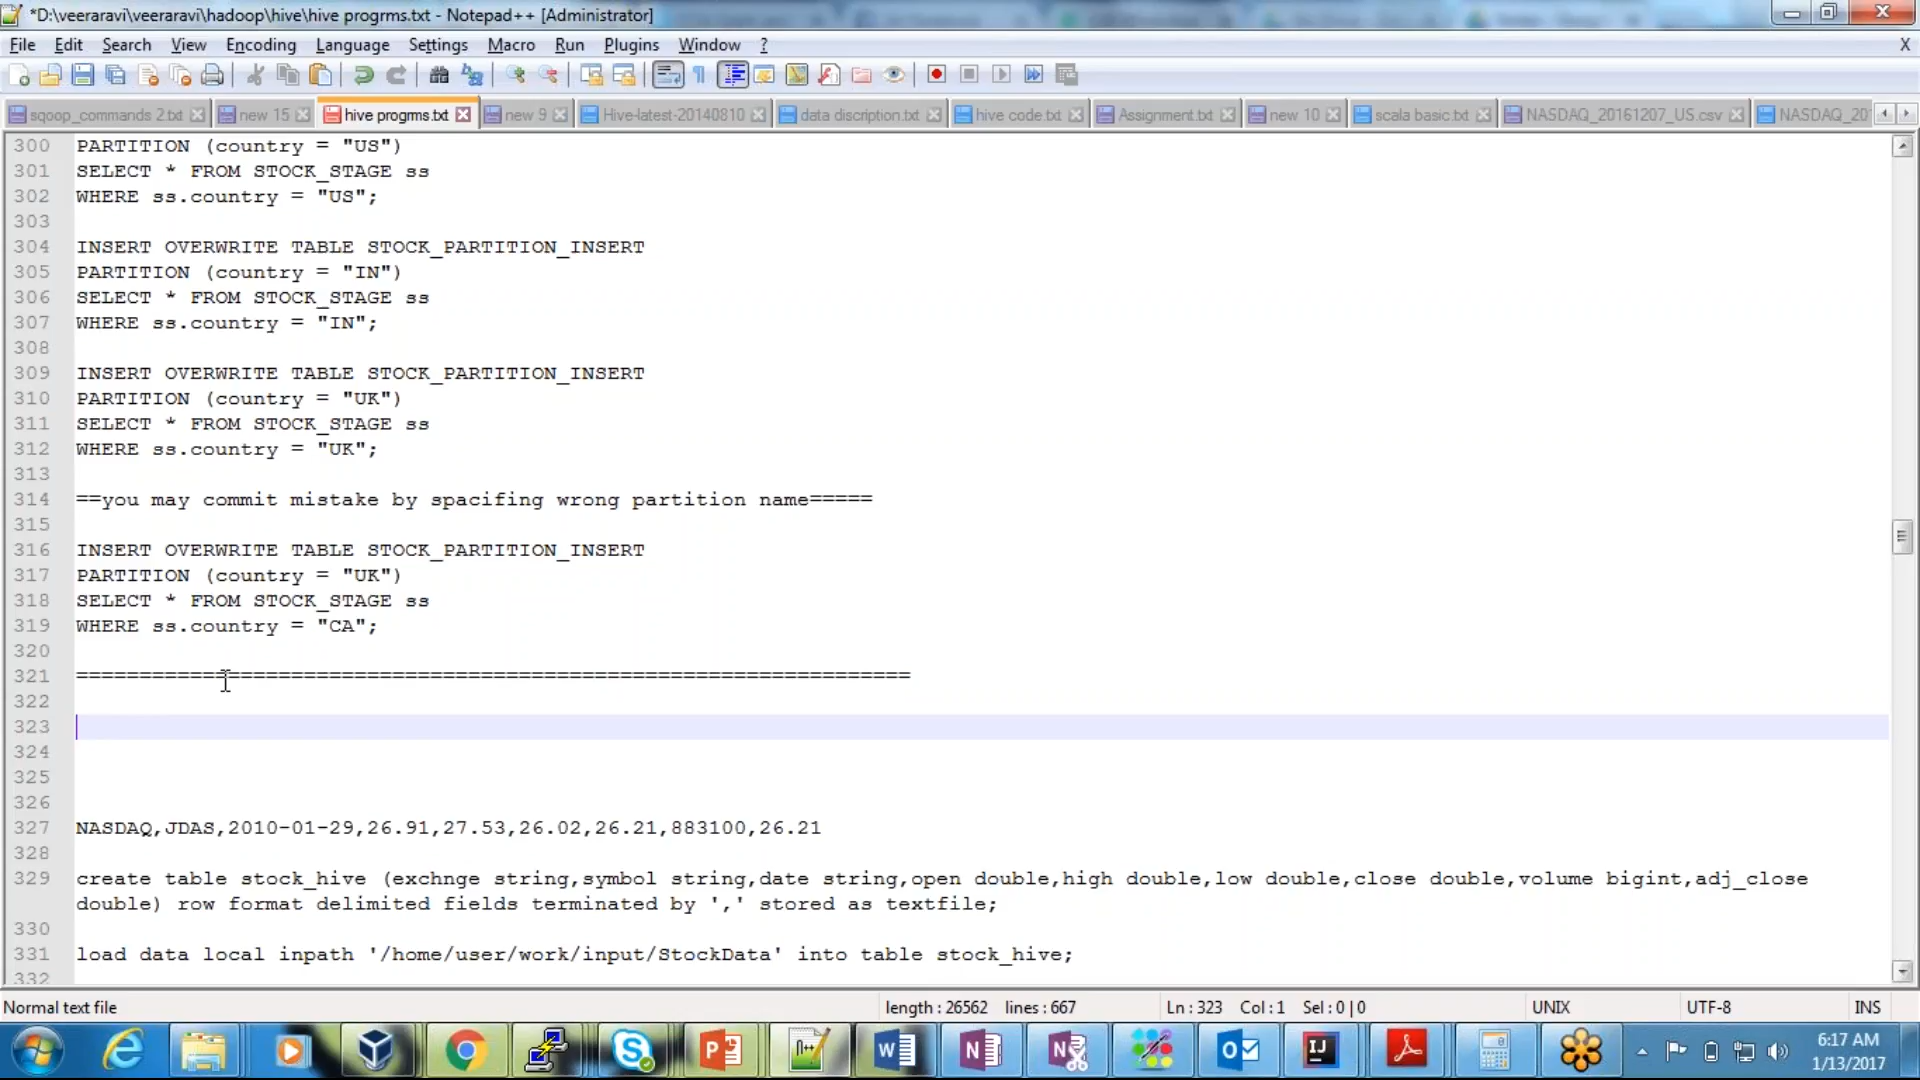 *D:\veeraravi\veeraravi\hadoop\hive\hive progrms.txt - Notepad++ [Administrator]
File Edit Search View Encoding Language Settings Macro Run Plugins Window ? X
sqoop_commands 2.txt new 15 hive progrms.txt new 9 Hive-latest-20140810 data discription.txt hive code.txt Assignment.txt new 10 scala basic.txt NASDAQ_20161207_US.csv NASDAQ_20
300 PARTITION (country = "US")
301 SELECT * FROM STOCK_STAGE ss
302 WHERE ss.country = "US";
303
304 INSERT OVERWRITE TABLE STOCK_PARTITION_INSERT
305 PARTITION (country = "IN")
306 SELECT * FROM STOCK_STAGE ss
307 WHERE ss.country = "IN";
308
309 INSERT OVERWRITE TABLE STOCK_PARTITION_INSERT
310 PARTITION (country = "UK")
311 SELECT * FROM STOCK_STAGE ss
312 WHERE ss.country = "UK";
313
314 ==you may commit mistake by spacifing wrong partition name=====
315
316 INSERT OVERWRITE TABLE STOCK_PARTITION_INSERT
317 PARTITION (country = "UK")
318 SELECT * FROM STOCK_STAGE ss
319 WHERE ss.country = "CA";
320
321 ==================================================================
322
323
324
325
326
327 NASDAQ,JDAS,2010-01-29,26.91,27.53,26.02,26.21,883100,26.21
328
329 create table stock_hive (exchnge string,symbol string,date string,open double,high double,low double,close double,volume bigint,adj_close
double) row format delimited fields terminated by ',' stored as textfile;
330
331 load data local inpath '/home/user/work/input/StockData' into table stock_hive;
332
Normal text file length : 26562 lines : 667 Ln : 323 Col : 1 Sel : 0 | 0 UNIX UTF-8 INS
6:17 AM
1/13/2017